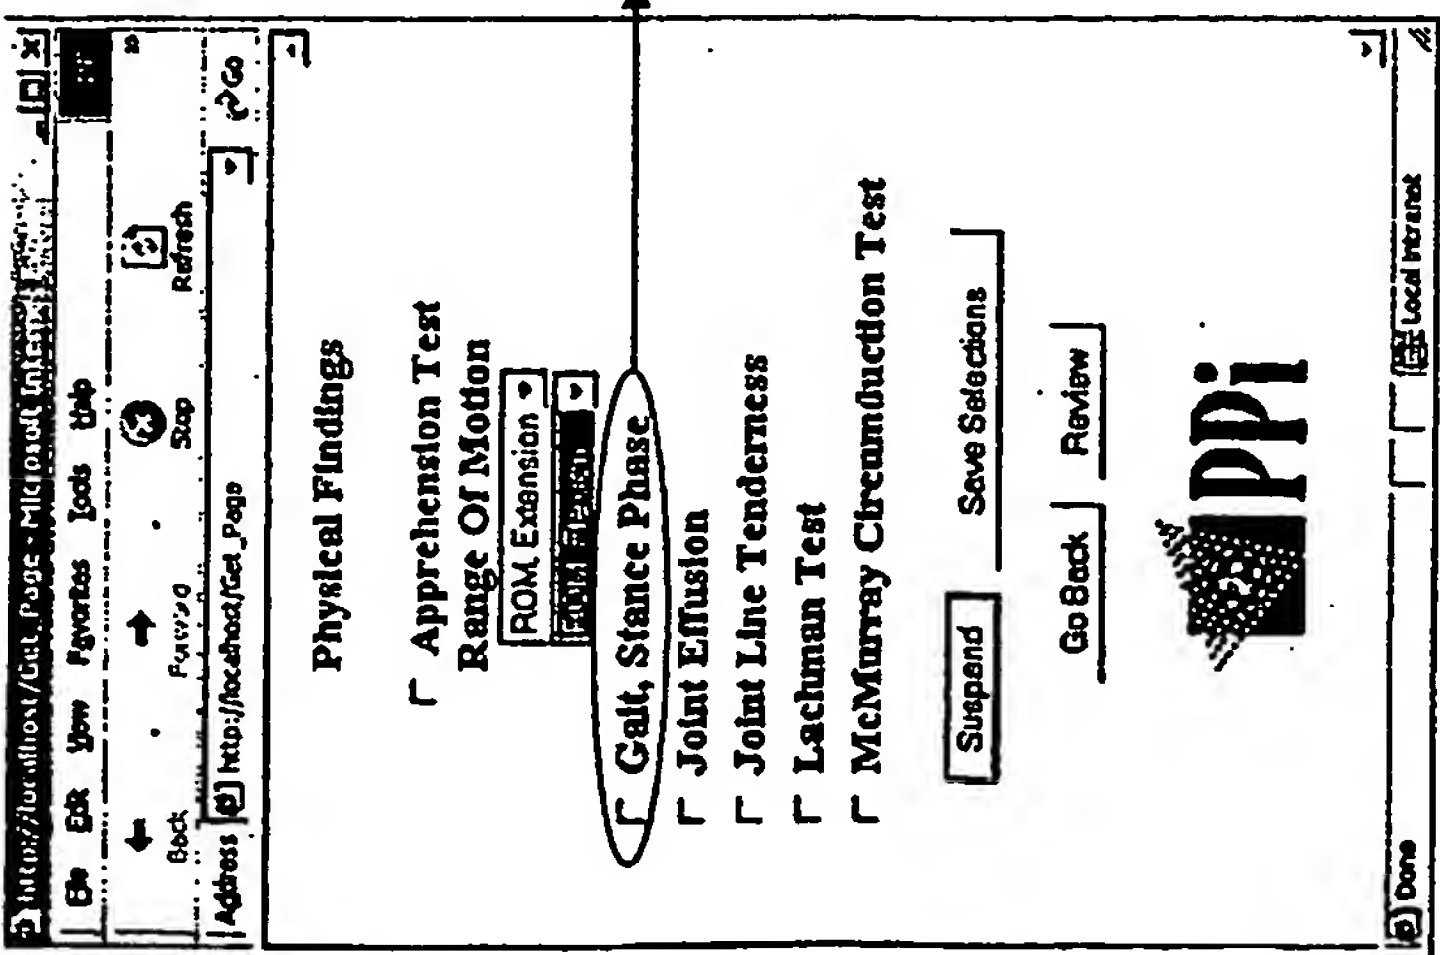 http://localhost/Get_Page - Microsoft Internet
File Edit View Favorites Tools Help
Back Forward Stop Refresh
Address http://localhost/Get_Page Go
Physical Findings
Apprehension Test
Range Of Motion
ROM, Extension
Gait, Stance Phase
Joint Effusion
Joint Line Tenderness
Lachman Test
McMurray Circumduction Test
Suspend Save Selections
Go Back Review
PPi
Done Local intranet